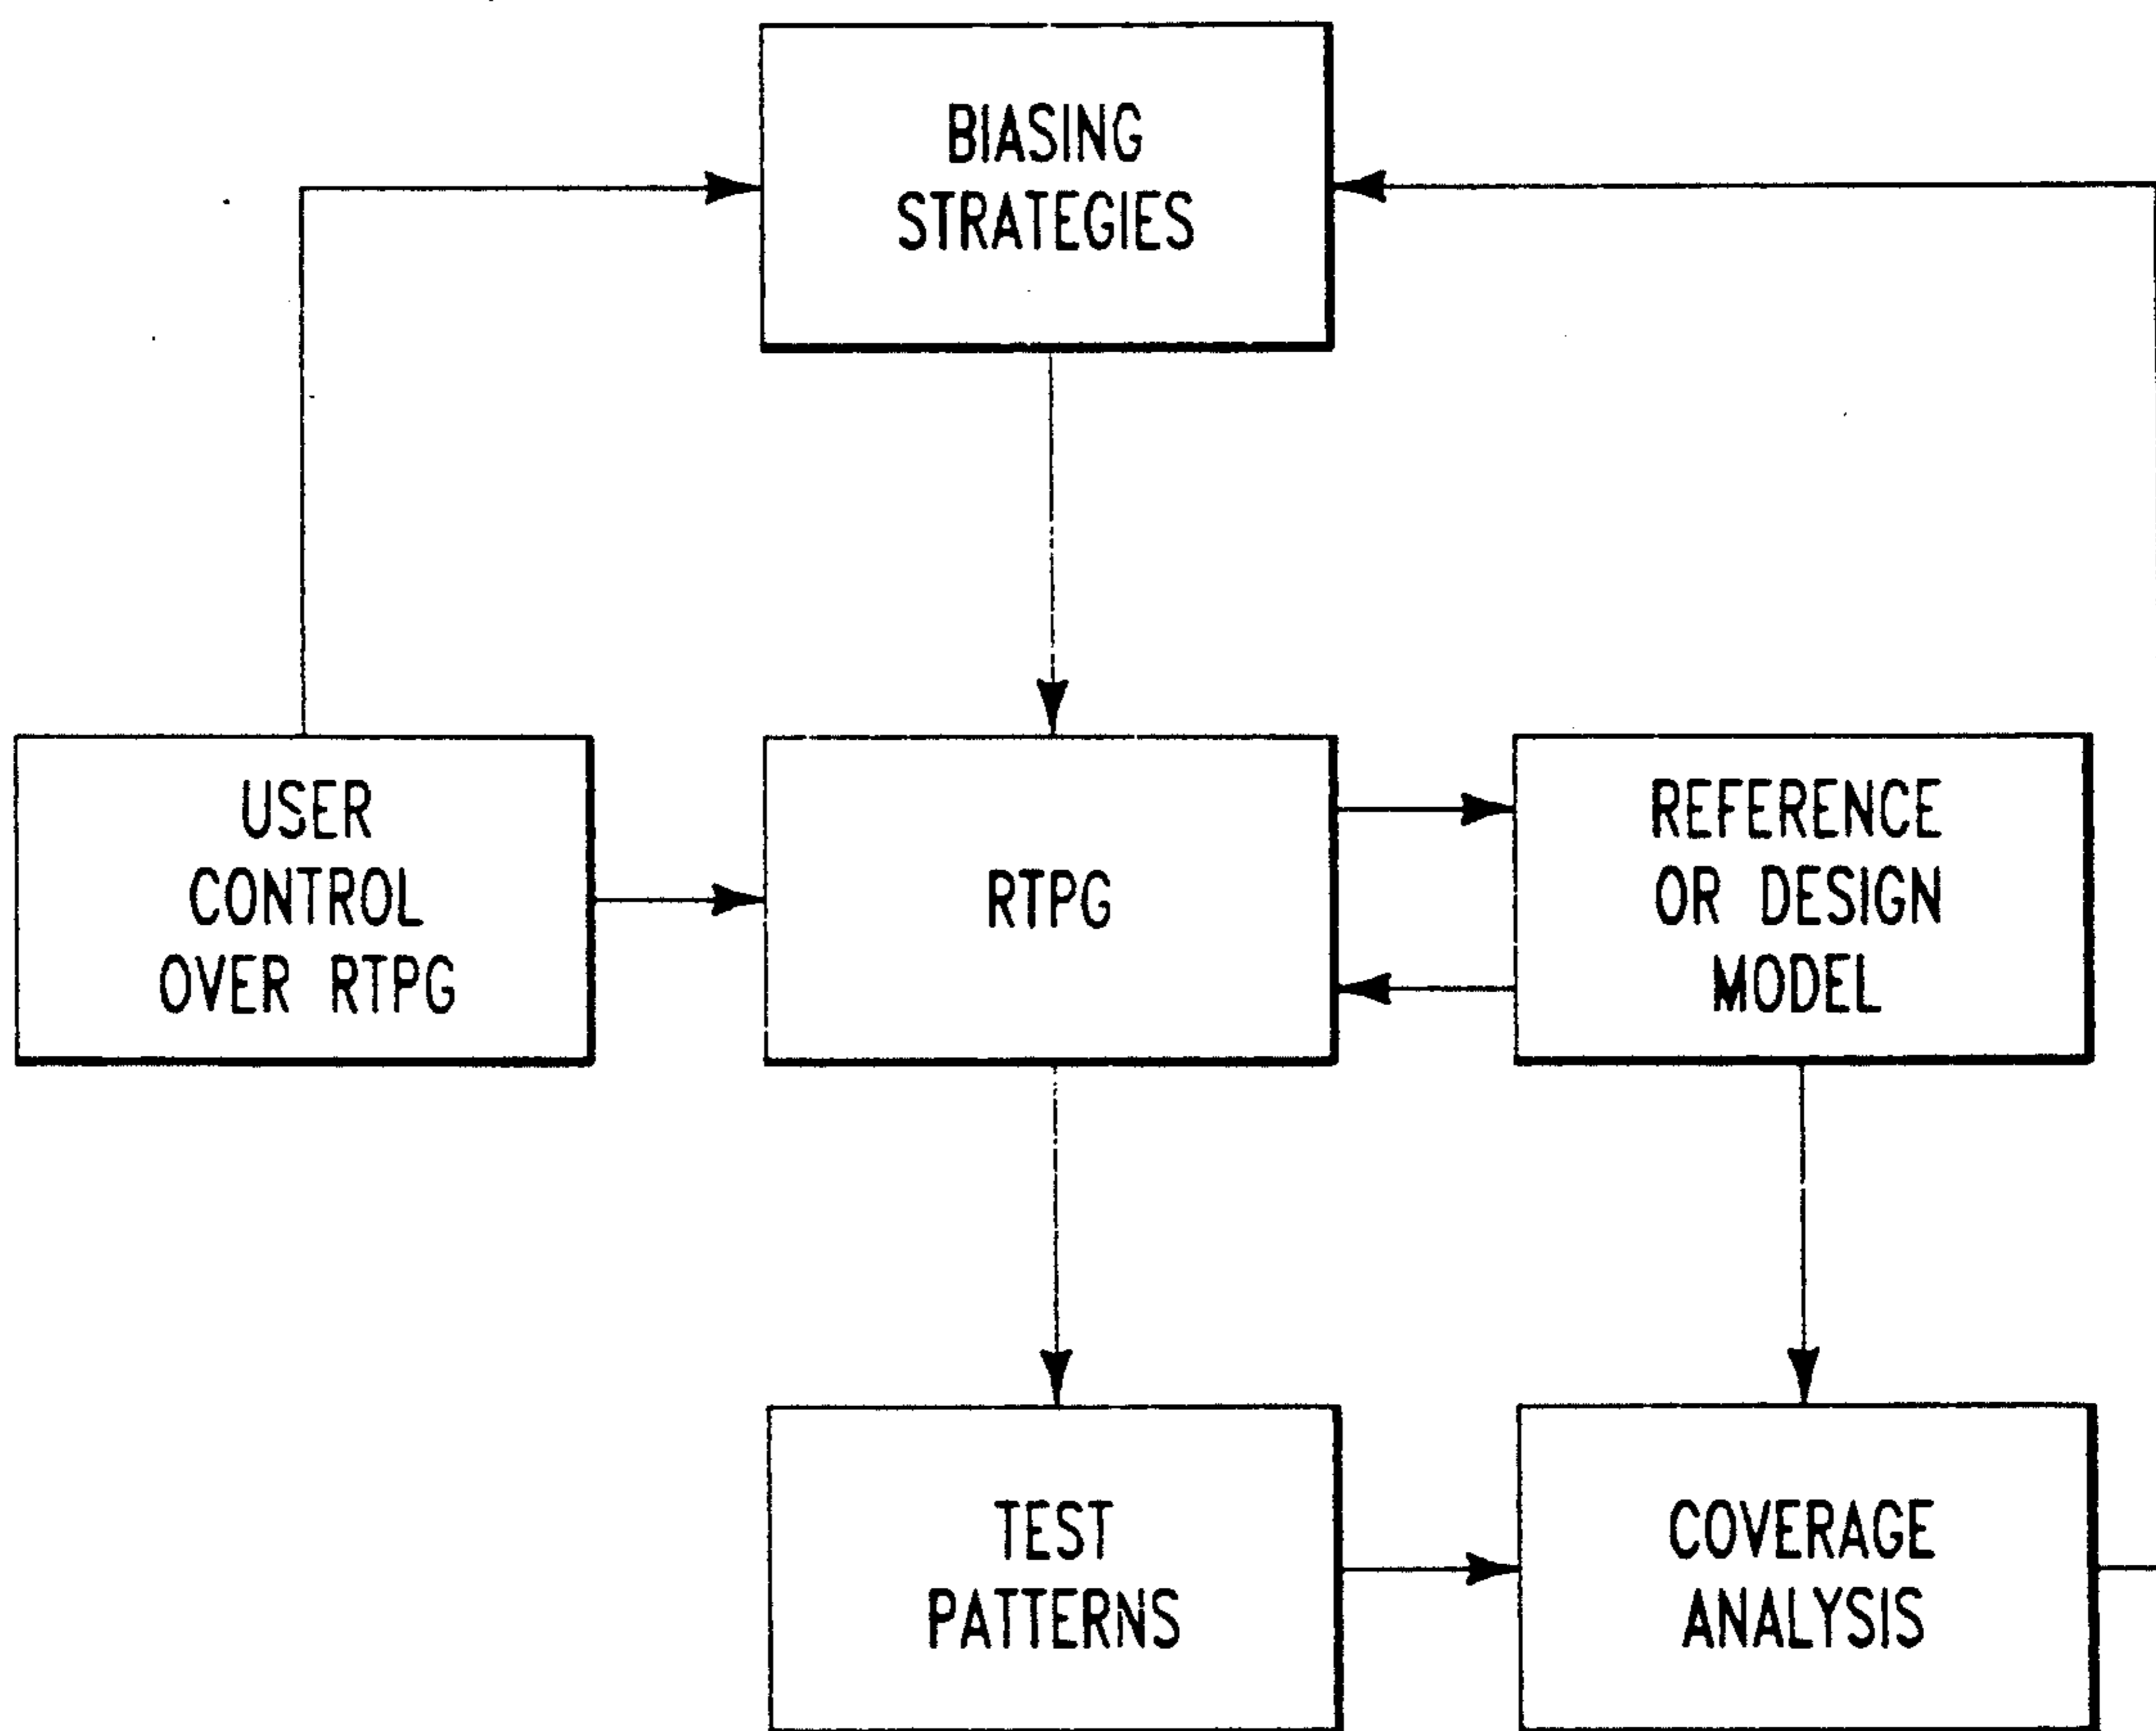 BIASING
STRATEGIES
USER
CONTROL
OVER RTPG
RTPG
REFERENCE
OR DESIGN
MODEL
TEST
PATTERNS
COVERAGE
ANALYSIS